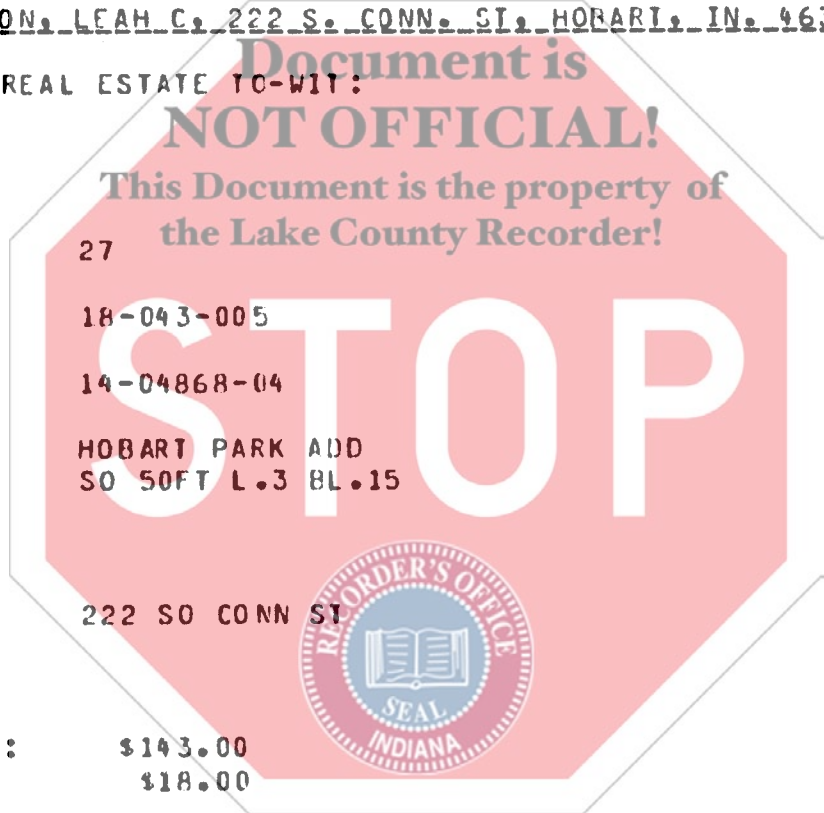 ON, LEAH C, 222 S. CONN. ST, HOBART, IN. 463
Document is
REAL ESTATE TO-WIT:
NOT OFFICIAL!
This Document is the property of
the Lake County Recorder!
27
18-043-005
STOP
14-04868-04
HOBART PARK ADD
SO 50FT L.3 BL.15
222 SO CONN ST
RECORDER'S OFFICE
SEAL
INDIANA
: $143.00
$18.00